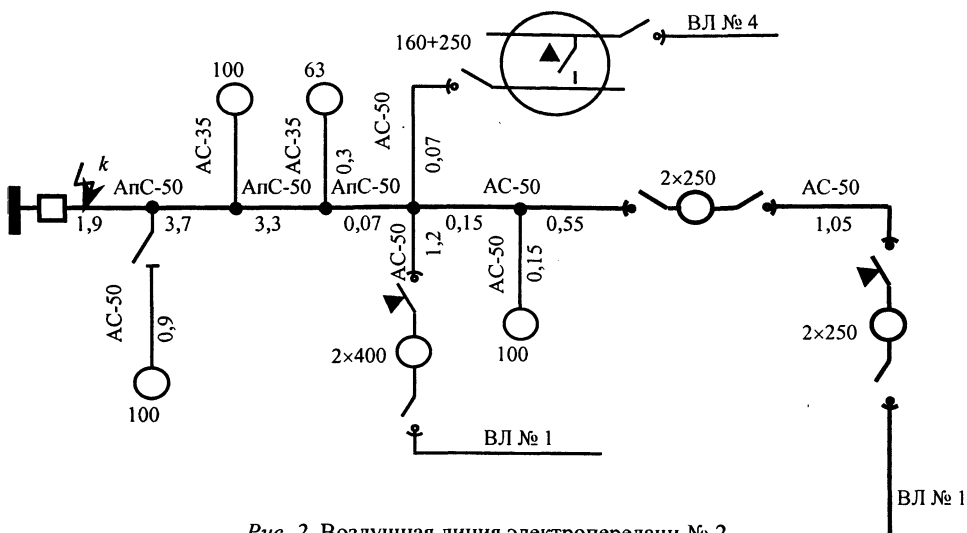 ВЛ № 4
160+250
100
63
АС-35
АС-35
0,3
АС-50
0,07
k
АпС-50
АпС-50
АпС-50
АС-50
2×250
АС-50
1,9
3,7
3,3
0,07
0,15
0,55
1,05
АС-50
1,2
АС-50
0,15
АС-50
0,9
2×400
100
2×250
100
ВЛ № 1
ВЛ № 1
Рис. 2. Воздушная линия электропередачи № 2